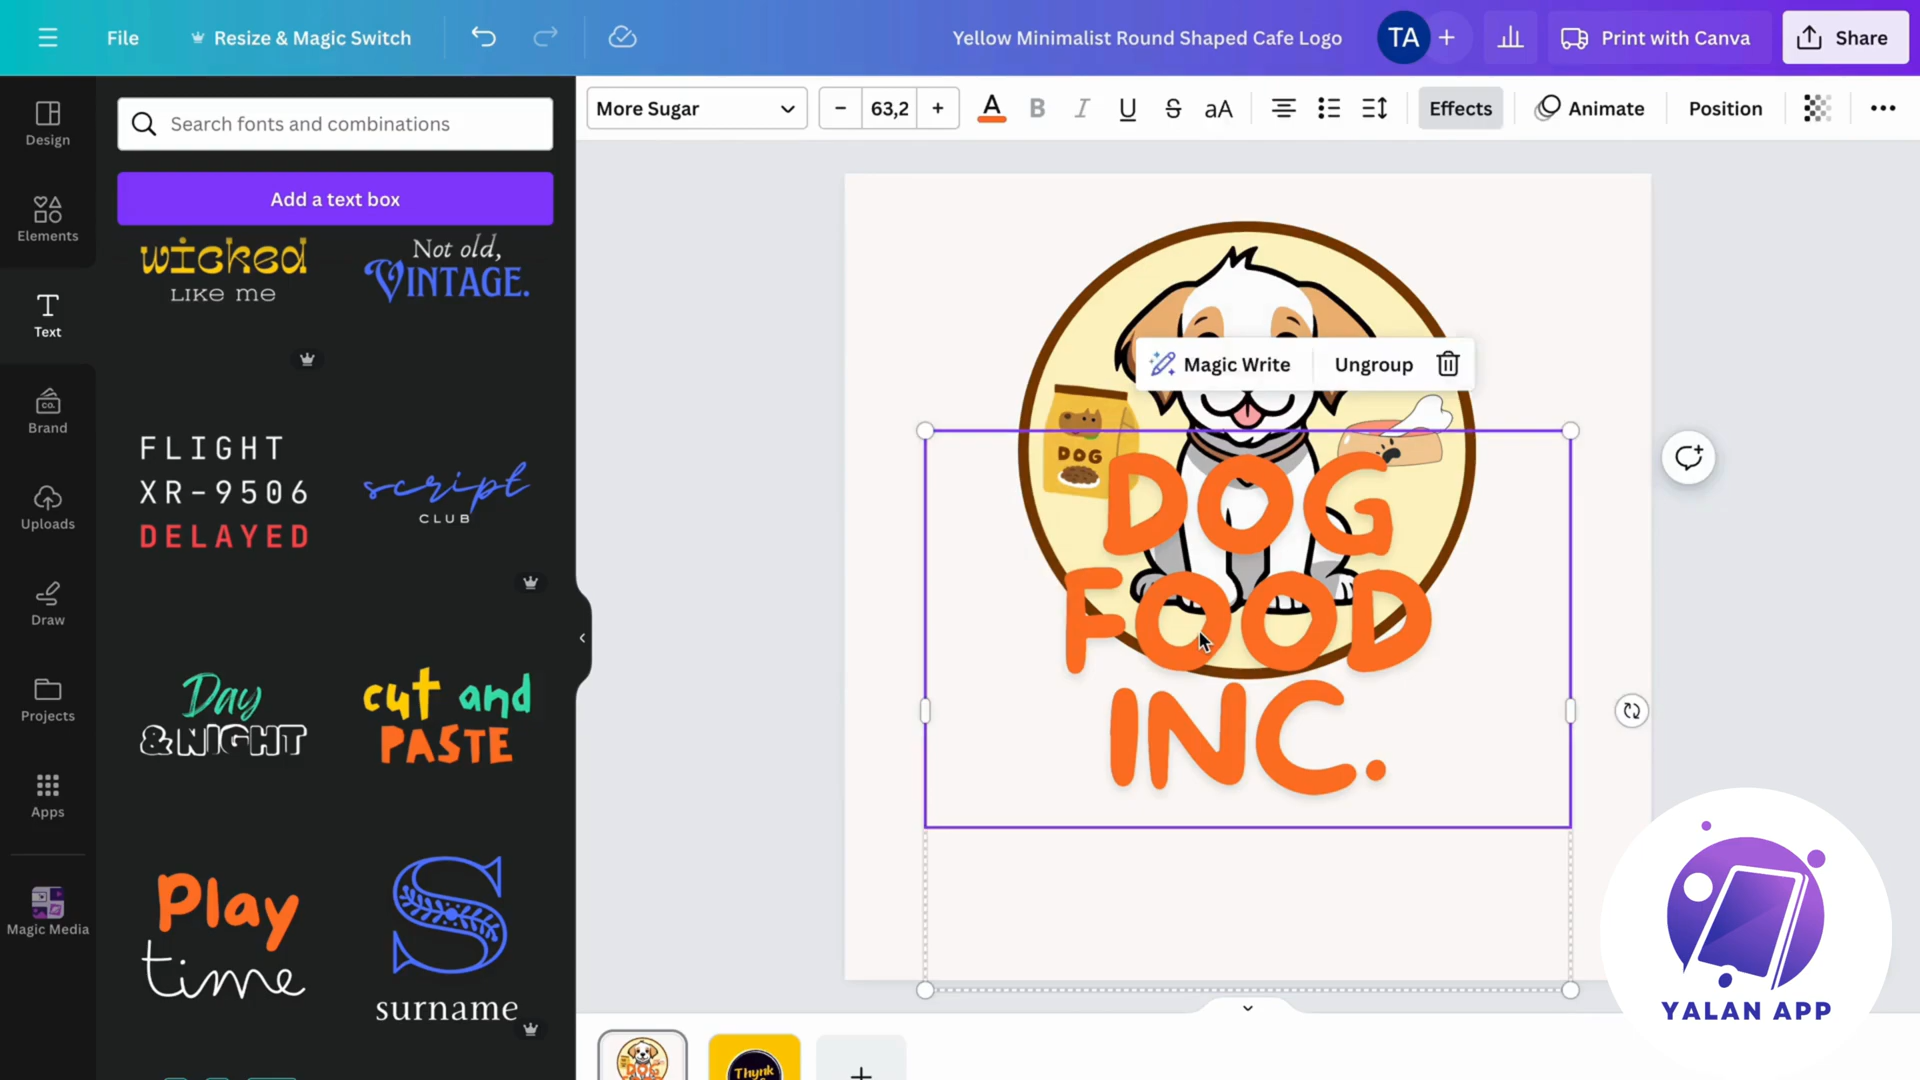 File
Resize & Magic Switch
Yellow Minimalist Round Shaped Cafe Logo
TA
Print with Canva
Share
Design
Elements
Text
Brand
Uploads
Draw
Projects
Apps
Magic Media
co.
Search fonts and combinations
Add a text box
wicked
LIKE me
Not old,
VINTAGE.
FLIGHT
XR-9506
DELAYED
script
CLUB
Day
& NIGHT
cut and
PASTE
Play
time
S
surname
More Sugar
63,2
A
B
I
U
S
aA
Effects
Animate
Position
Magic Write
Ungroup
DOG
DOG
FOOD
INC.
Thynk
YALAN APP